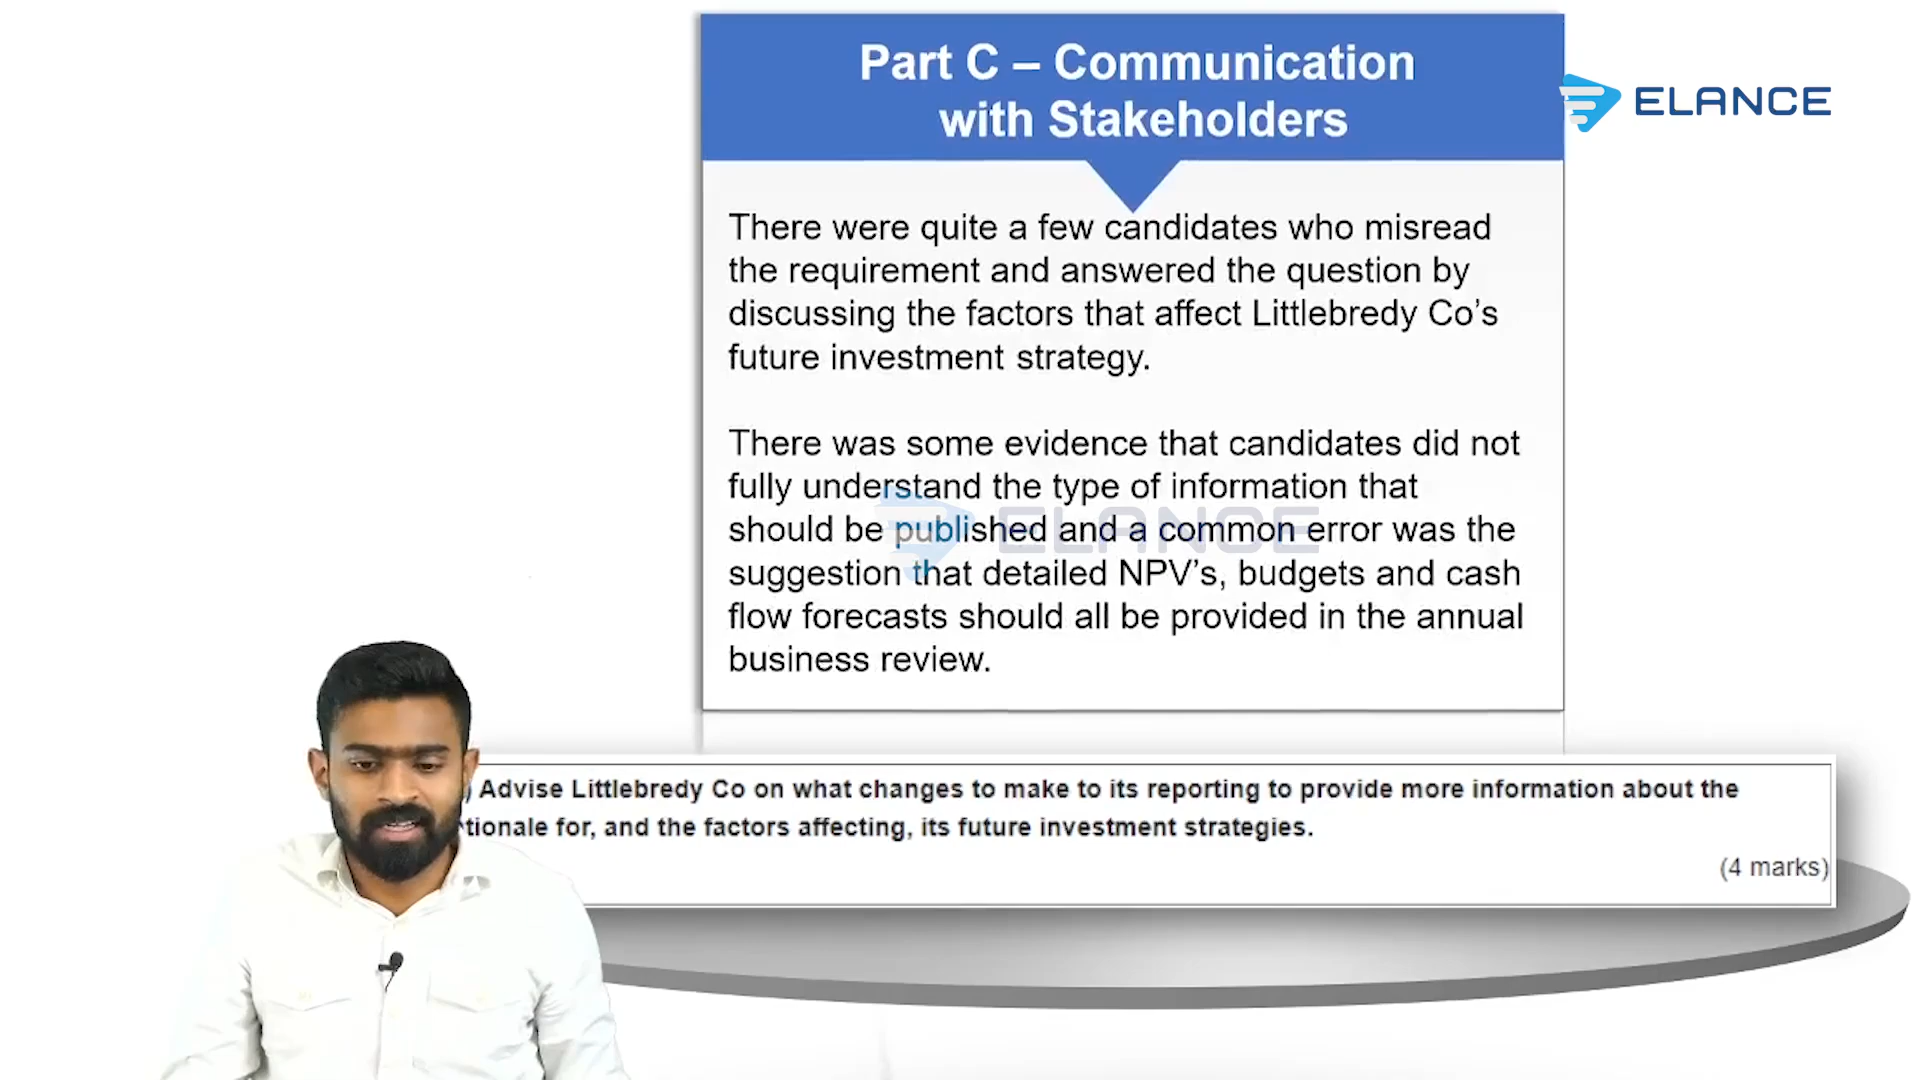 Part C – Communication
with Stakeholders
ELANCE
There were quite a few candidates who misread
the requirement and answered the question by
discussing the factors that affect Littlebredy Co’s
future investment strategy.
There was some evidence that candidates did not
fully understand the type of information that
should be published and a common error was the
suggestion that detailed NPV’s, budgets and cash
flow forecasts should all be provided in the annual
business review.
ELANCE
) Advise Littlebredy Co on what changes to make to its reporting to provide more information about the
tionale for, and the factors affecting, its future investment strategies.
(4 marks)